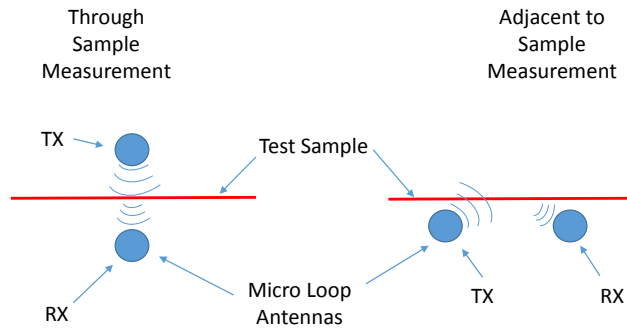 Through
Sample
Measurement
Adjacent to
Sample
Measurement
TX
Test Sample
RX
Micro Loop
Antennas
TX
RX